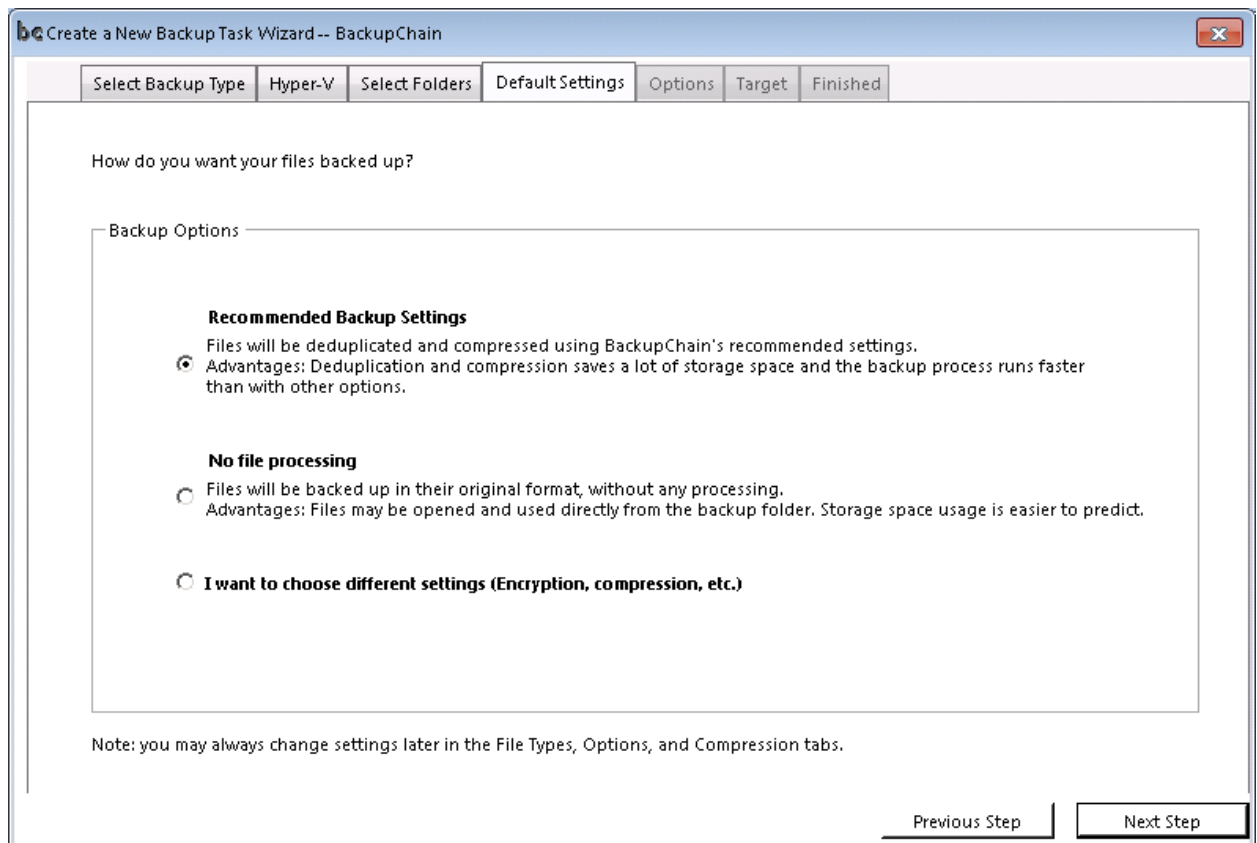 bc Create a New Backup Task Wizard -- BackupChain
Select Backup Type Hyper-V Select Folders Default Settings Options Target Finished
How do you want your files backed up?
Backup Options
Recommended Backup Settings
Files will be deduplicated and compressed using BackupChain's recommended settings.
Advantages: Deduplication and compression saves a lot of storage space and the backup process runs faster
than with other options.
No file processing
Files will be backed up in their original format, without any processing.
Advantages: Files may be opened and used directly from the backup folder. Storage space usage is easier to predict.
I want to choose different settings (Encryption, compression, etc.)
Note: you may always change settings later in the File Types, Options, and Compression tabs.
Previous Step Next Step